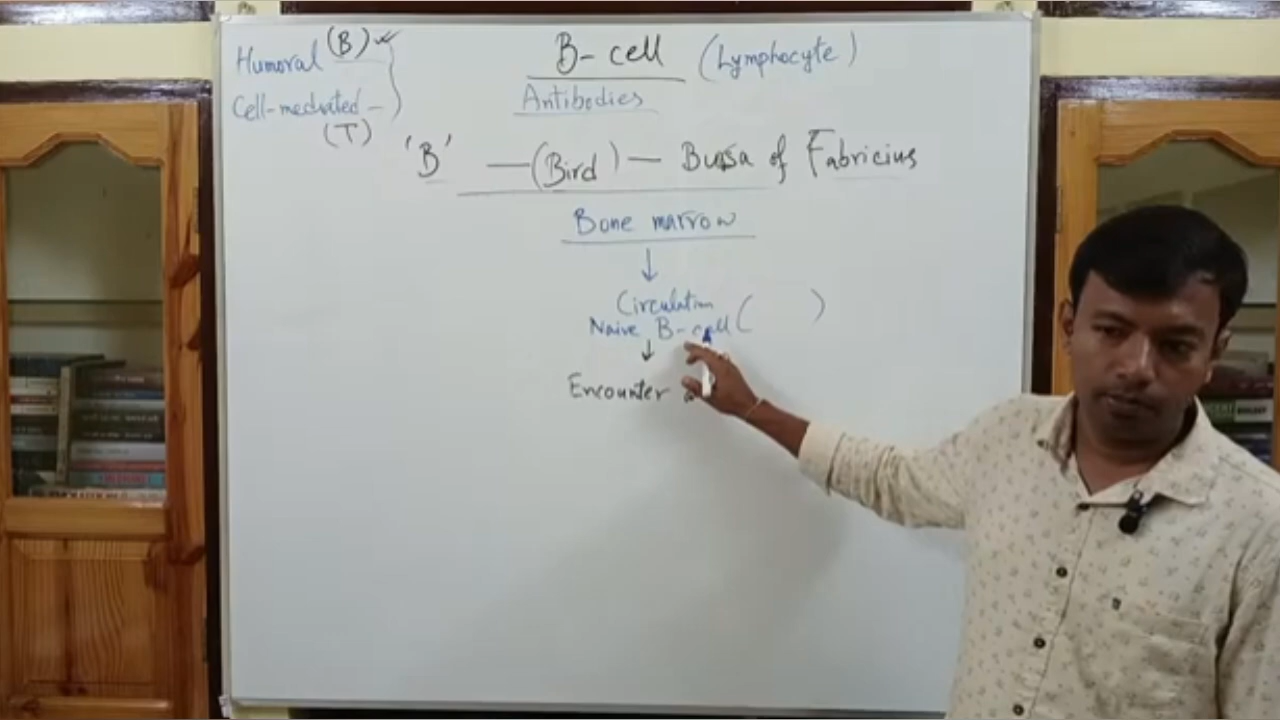 Humoral (B)
Cell-mediated
(T)
B-cell (Lymphocyte)
Antibodies
'B' — (Bird) — Bursa of Fabricius
Bone marrow
↓
Circulation
Naive B-cell ( )
↓
Encounter